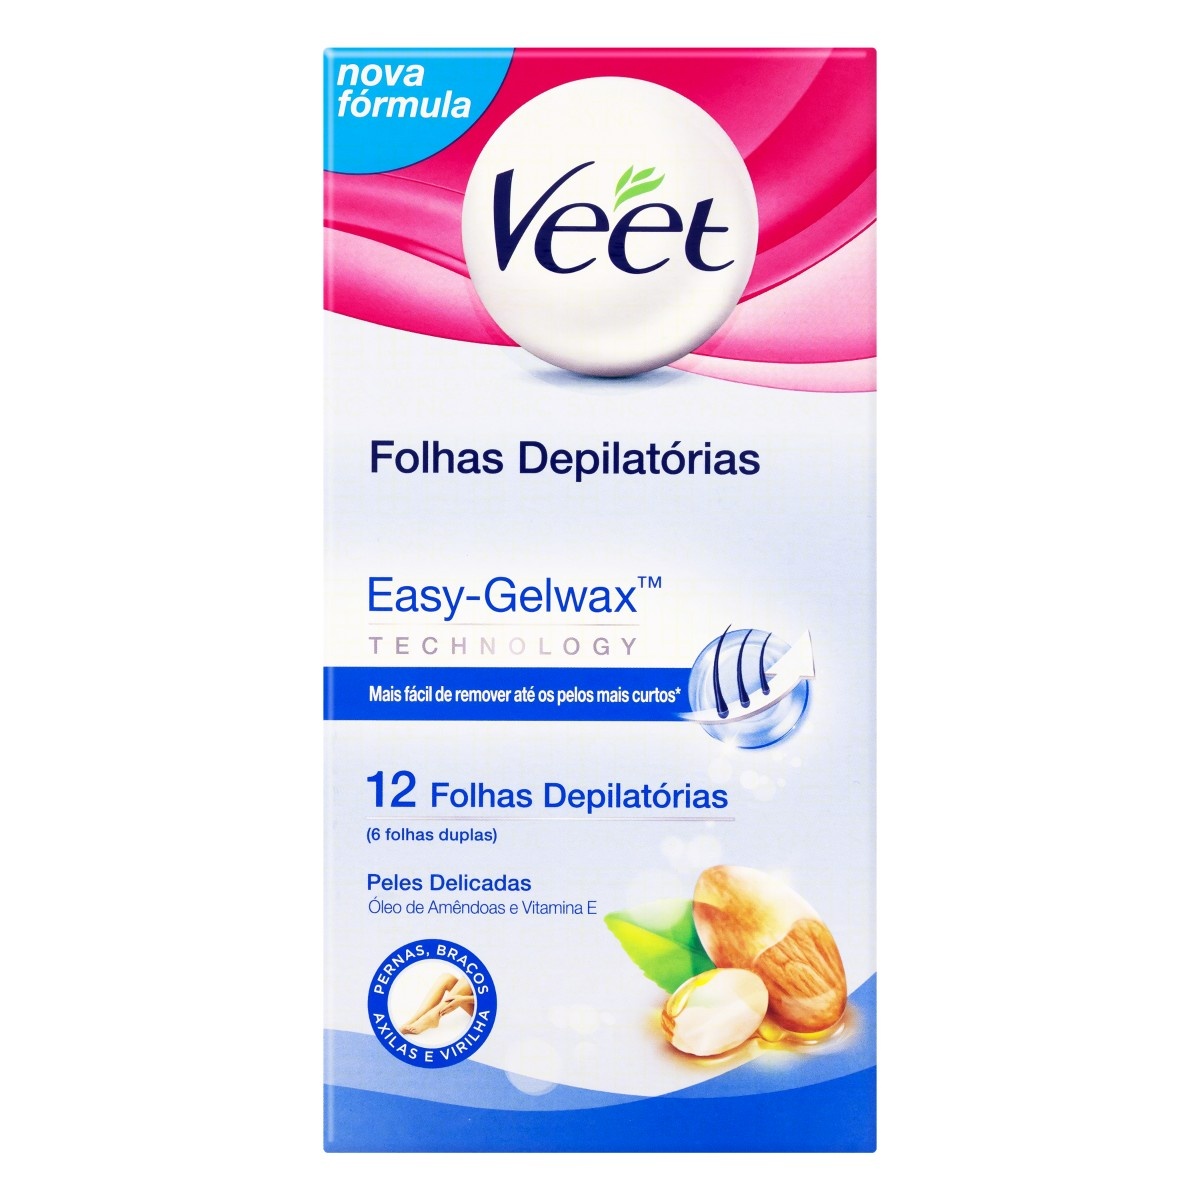 nova
fórmula
Veet
Folhas Depilatórias
Easy-Gelwax™
TECHNOLOGY
Mais fácil de remover até os pelos mais curtos*
12 Folhas Depilatórias
(6 folhas duplas)
Peles Delicadas
Óleo de Amêndoas e Vitamina E
PERNAS, BRAÇOS
AXILAS E VIRILHA